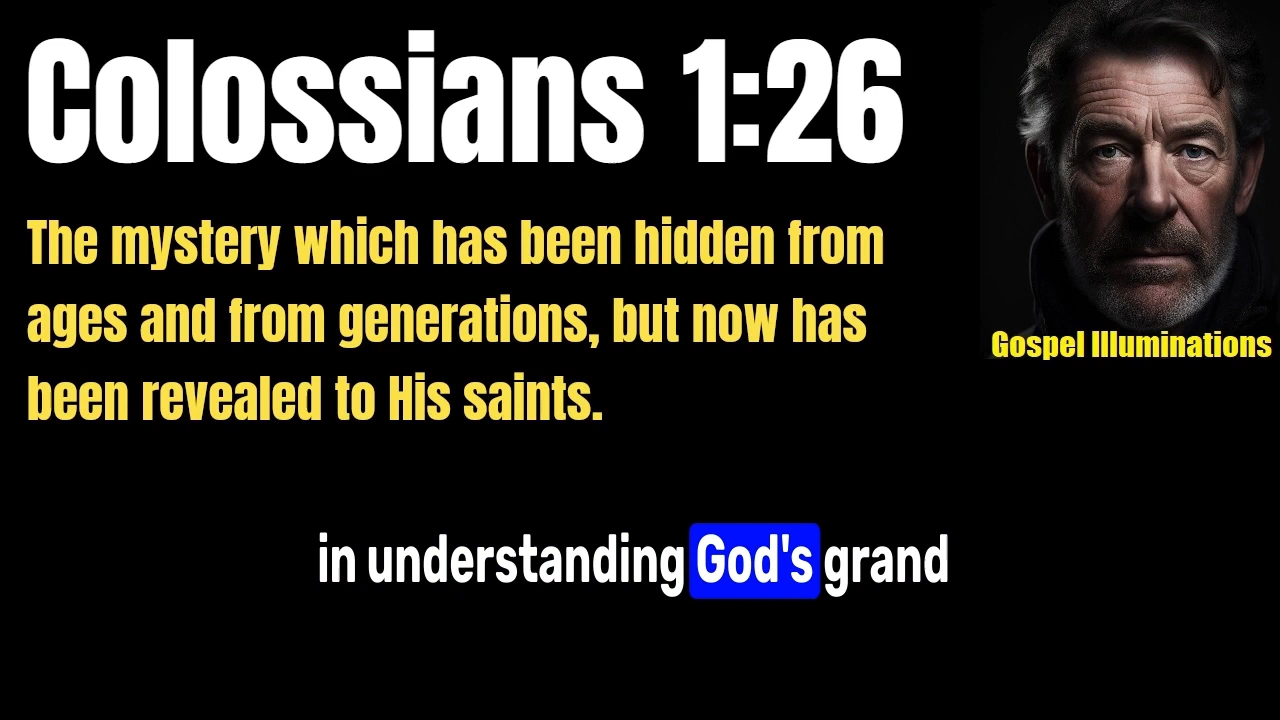 Colossians 1:26
The mystery which has been hidden from
ages and from generations, but now has
been revealed to His saints.
Gospel Illuminations
in understanding God's grand